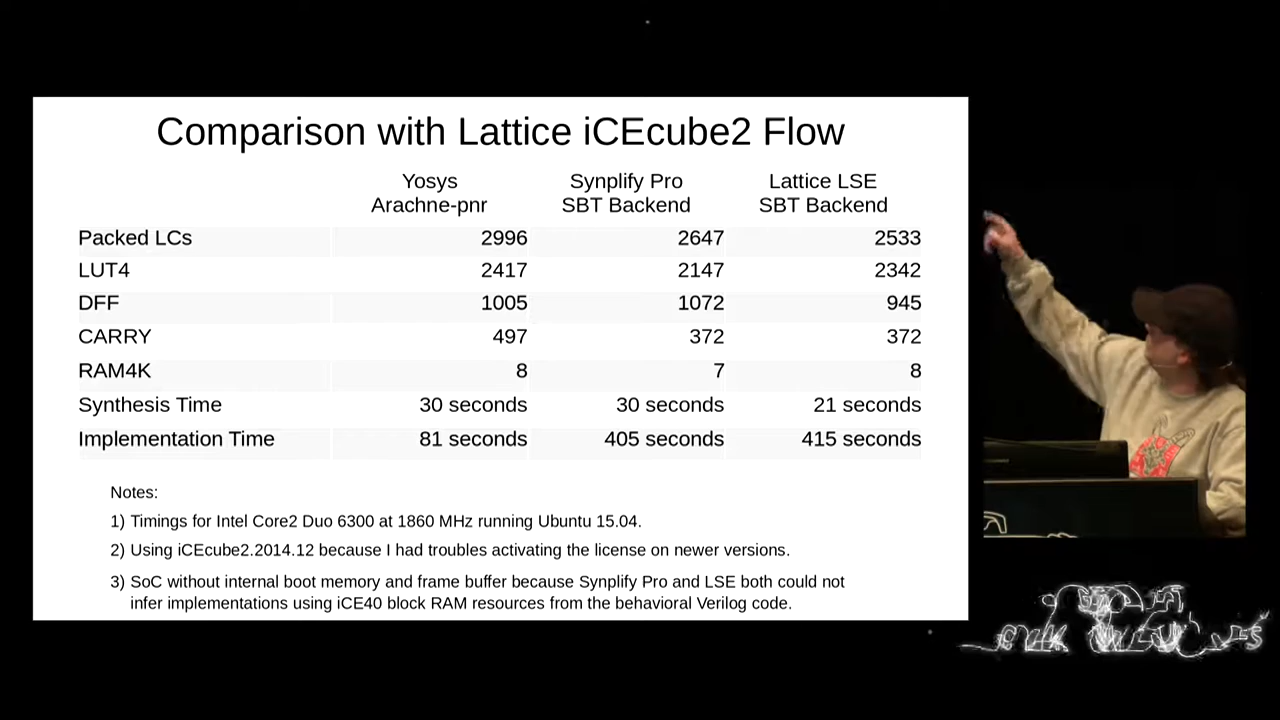 Comparison with Lattice iCEcube2 Flow
Yosys Synplify Pro Lattice LSE
Arachne-pnr SBT Backend SBT Backend
Packed LCs 2996 2647 2533
LUT4 2417 2147 2342
DFF 1005 1072 945
CARRY 497 372 372
RAM4K 8 7 8
Synthesis Time 30 seconds 30 seconds 21 seconds
Implementation Time 81 seconds 405 seconds 415 seconds
Notes:
1) Timings for Intel Core2 Duo 6300 at 1860 MHz running Ubuntu 15.04.
2) Using iCEcube2.2014.12 because I had troubles activating the license on newer versions.
3) SoC without internal boot memory and frame buffer because Synplify Pro and LSE both could not
infer implementations using iCE40 block RAM resources from the behavioral Verilog code.